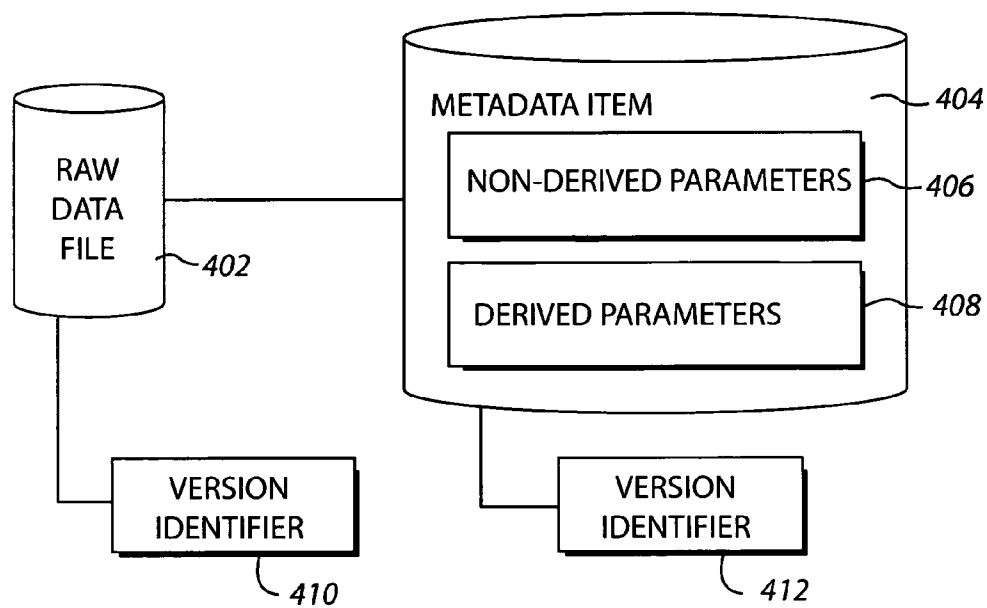 METADATA ITEM
404
RAW
DATA
FILE
402
NON-DERIVED PARAMETERS
406
DERIVED PARAMETERS
408
VERSION
IDENTIFIER
410
VERSION
IDENTIFIER
412